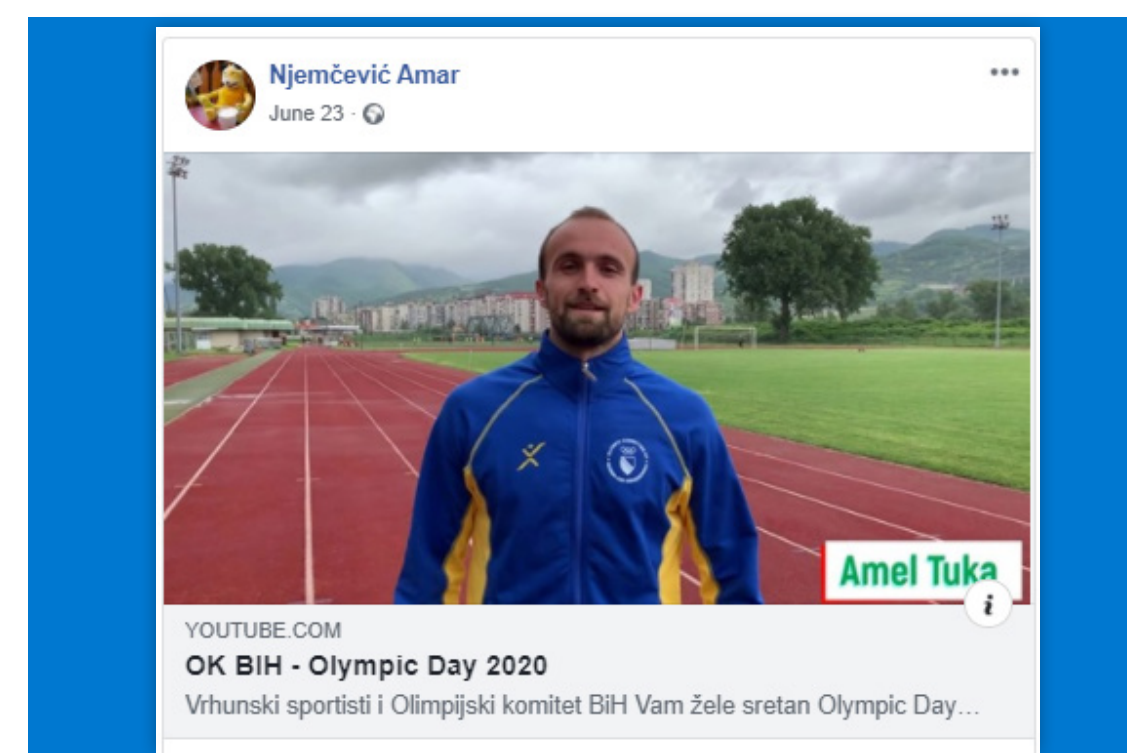 Njemčević Amar
June 23
Amel Tuka
YOUTUBE.COM
OK BIH - Olympic Day 2020
Vrhunski sportisti i Olimpijski komitet BiH Vam žele sretan Olympic Day…